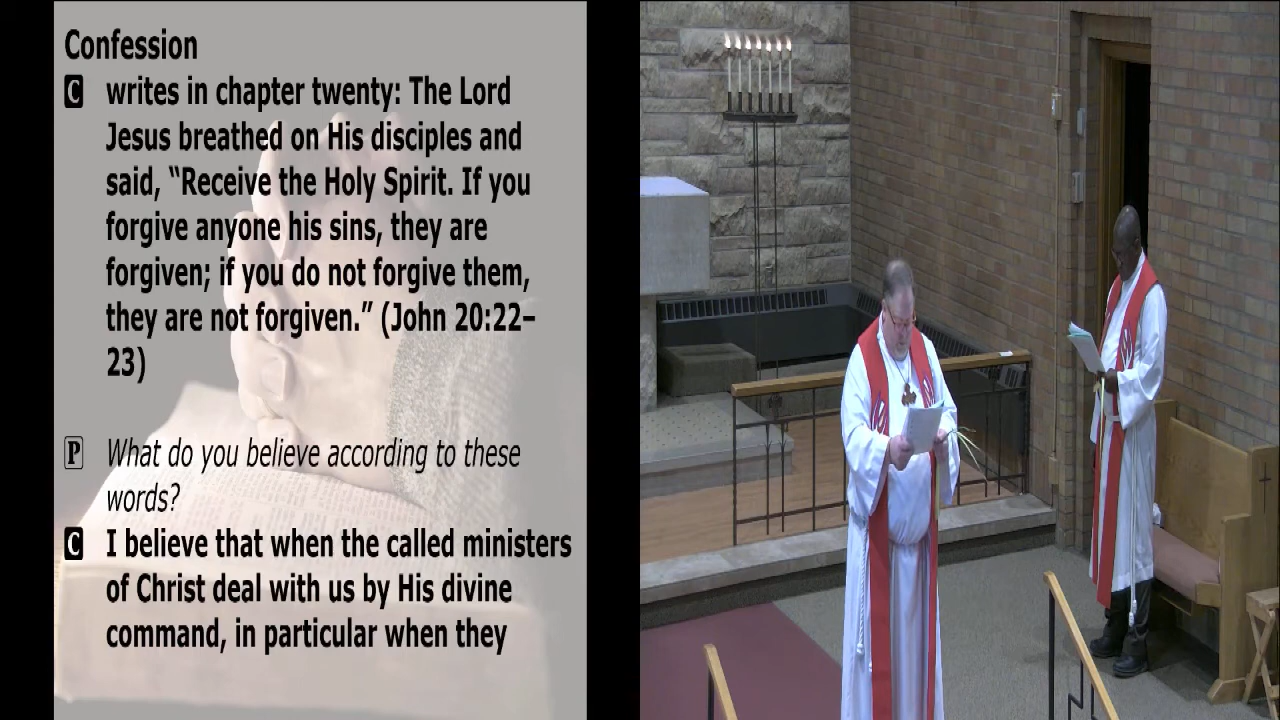 Confession
C writes in chapter twenty: The Lord
Jesus breathed on His disciples and
said, “Receive the Holy Spirit. If you
forgive anyone his sins, they are
forgiven; if you do not forgive them,
they are not forgiven.” (John 20:22–
23)
P What do you believe according to these
words?
C I believe that when the called ministers
of Christ deal with us by His divine
command, in particular when they